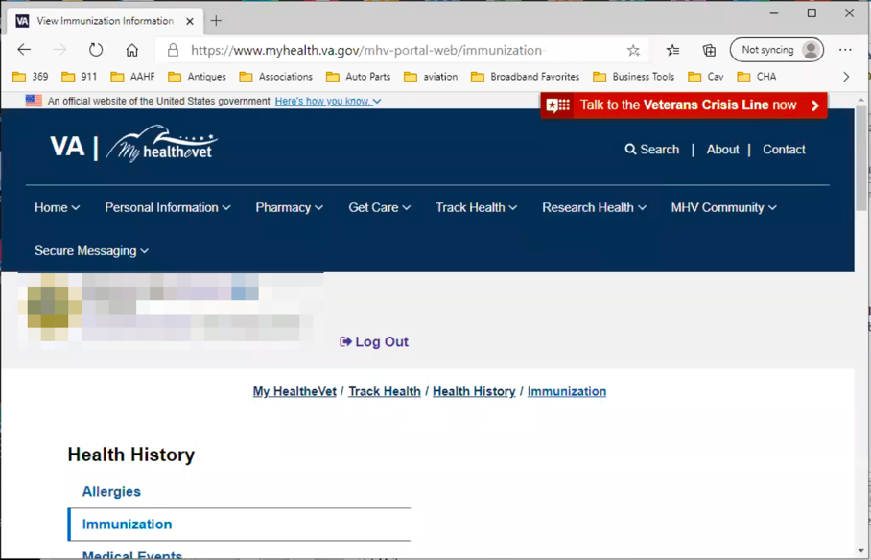 View Immunization Information
https://www.myhealth.va.gov/mhv-portal-web/immunization
Not syncing
369 911 AAHF Antiques Associations Auto Parts aviation Broadband Favorites Business Tools Cav CHA
An official website of the United States government Here's how you know.
Talk to the Veterans Crisis Line now
VA | My healthevet
Search | About | Contact
Home Personal Information Pharmacy Get Care Track Health Research Health MHV Community
Secure Messaging
Log Out
My HealtheVet / Track Health / Health History / Immunization
Health History
Allergies
Immunization
Medical Events